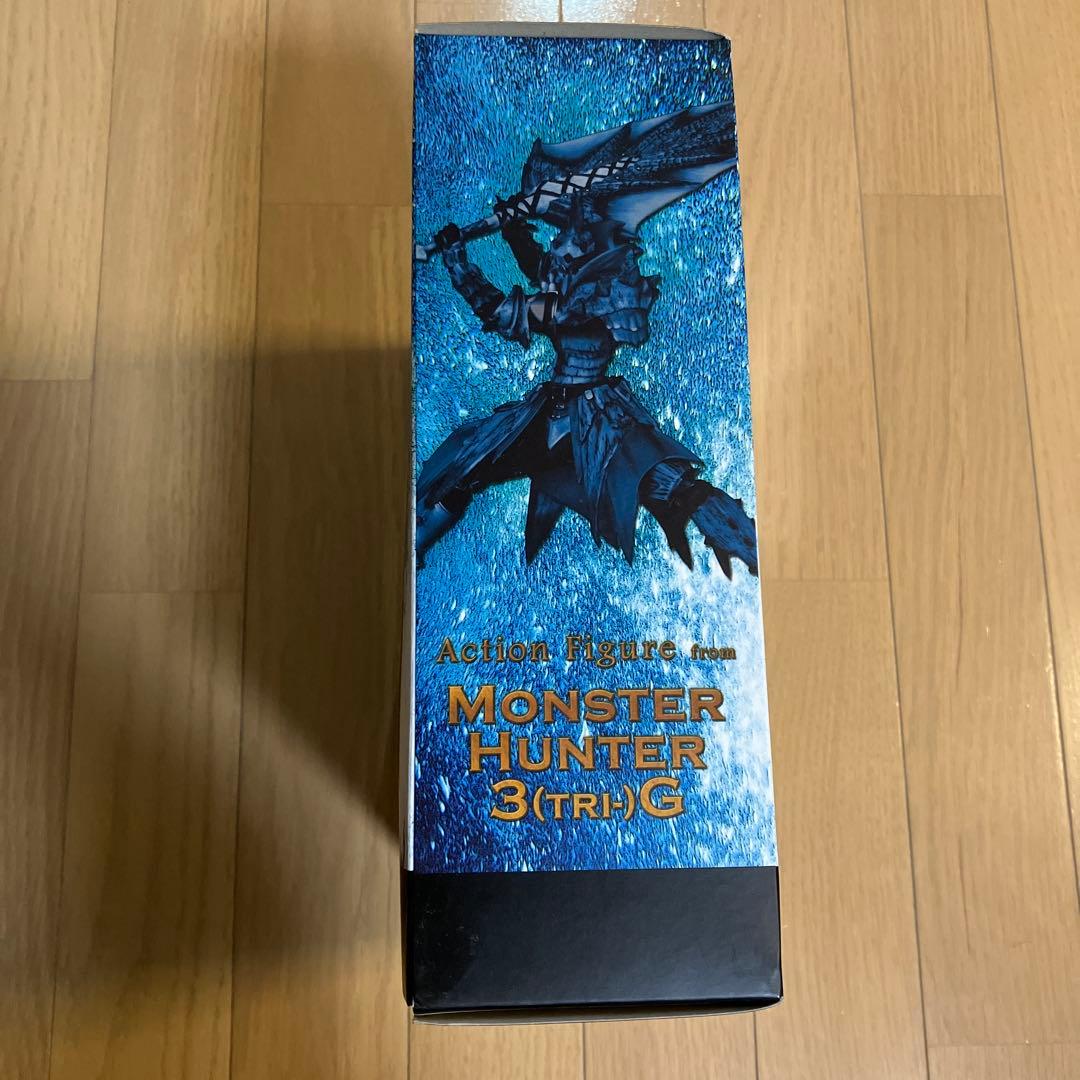 Action Figure from
MONSTER
HUNTER
3(TRI-)G